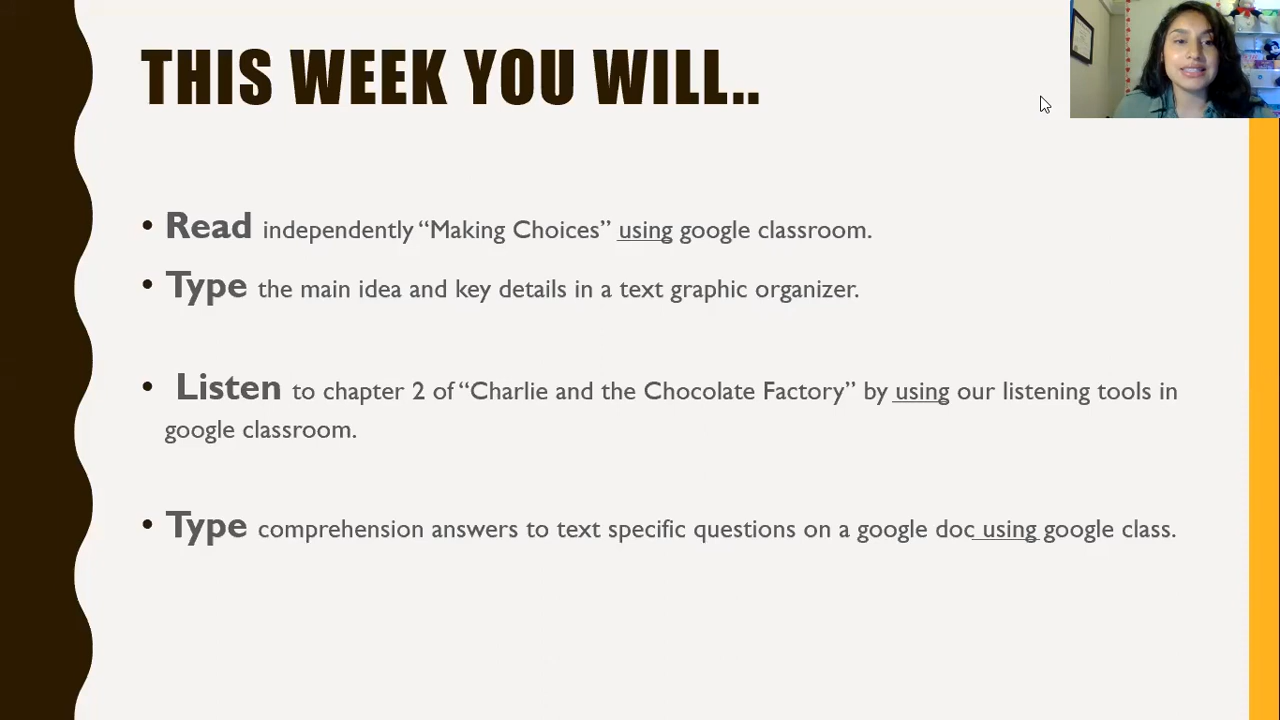 THIS WEEK YOU WILL..
• Read independently “Making Choices” using google classroom.
• Type the main idea and key details in a text graphic organizer.
• Listen to chapter 2 of “Charlie and the Chocolate Factory” by using our listening tools in
google classroom.
• Type comprehension answers to text specific questions on a google doc using google class.